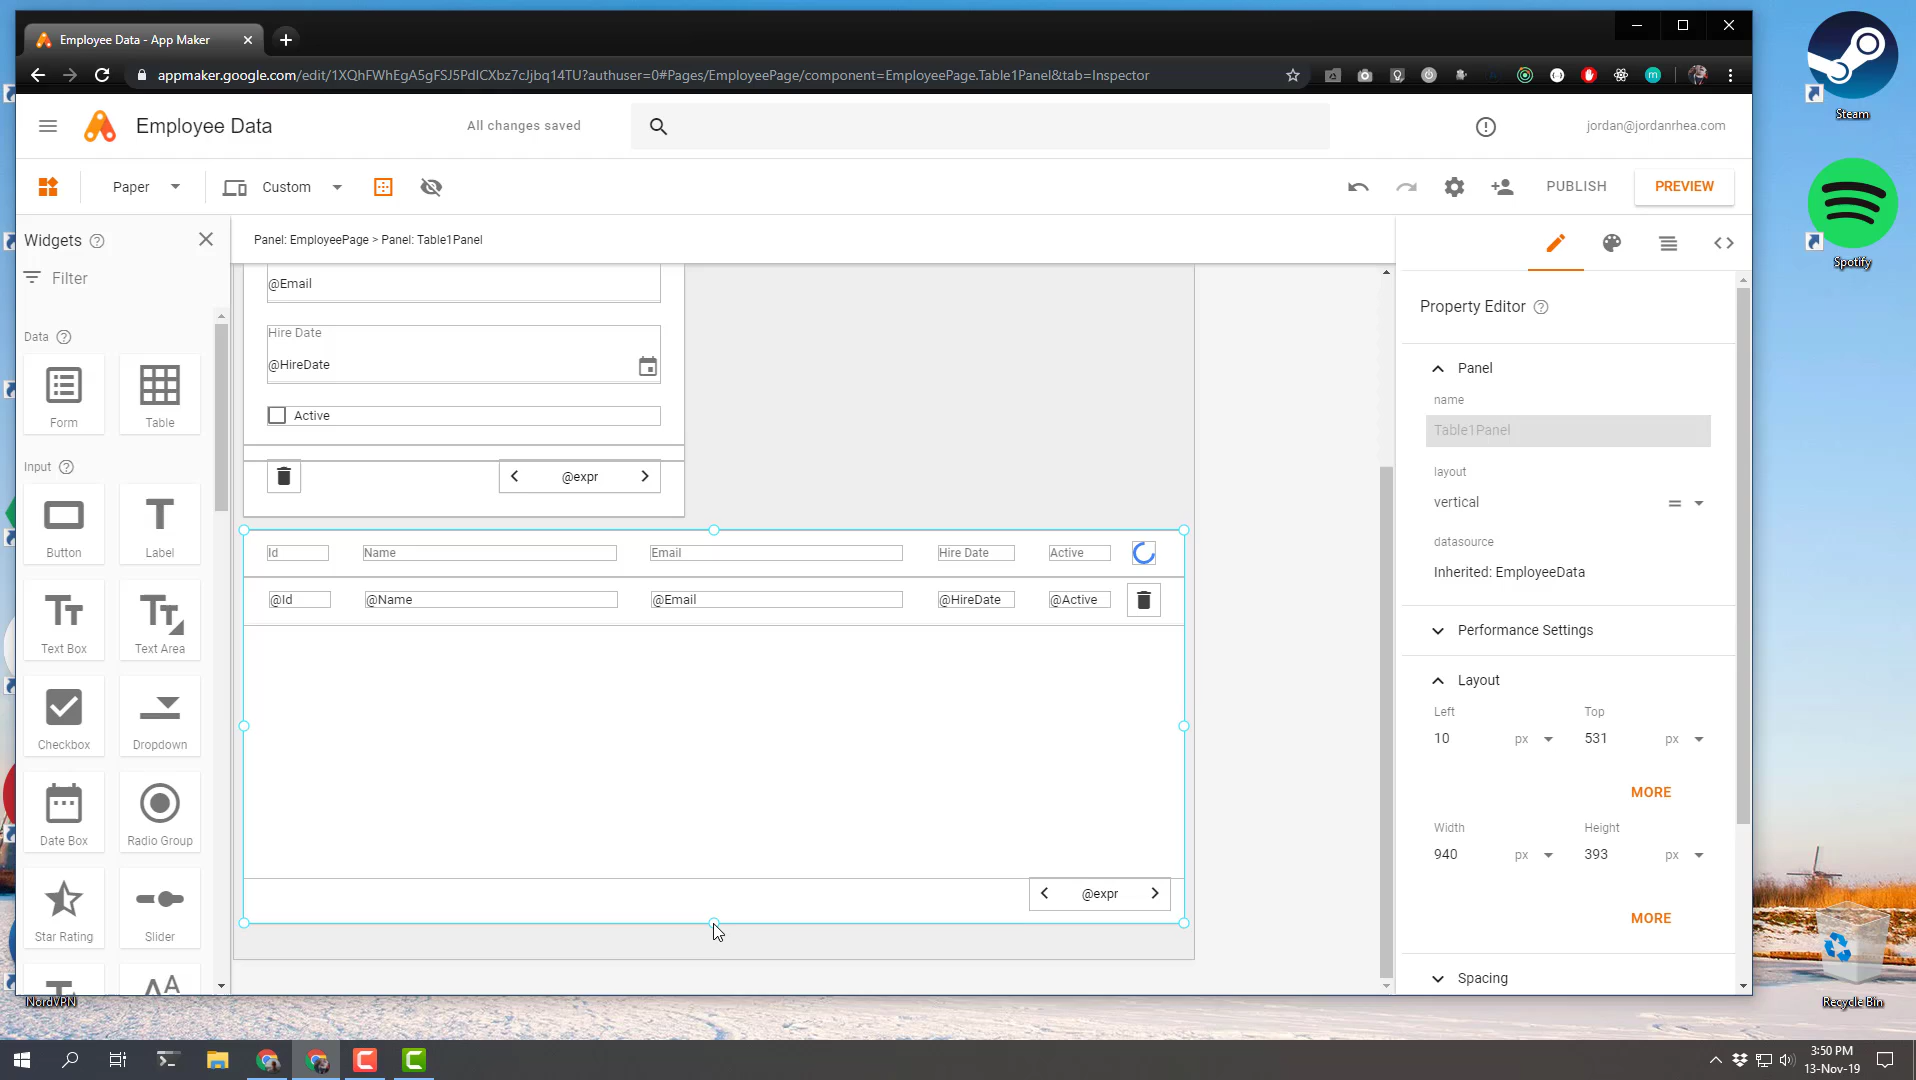 Employee Data - App Maker
appmaker.google.com/edit/1XQhFWhEgA5gFSJ5PdICXbz7cJjbq14TU?authuser=0#Pages/EmployeePage/component=EmployeePage.Table1Panel&tab=Inspector
Employee Data
All changes saved
jordan@jordanrhea.com
Paper
Custom
PUBLISH
PREVIEW
Widgets
Filter
Data
Form
Table
Input
Button
Label
Text Box
Text Area
Checkbox
Dropdown
Date Box
Radio Group
Star Rating
Slider
Panel: EmployeePage > Panel: Table1Panel
@Email
Hire Date
@HireDate
Active
@expr
Id
Name
Email
Hire Date
Active
@Id
@Name
@Email
@HireDate
@Active
@expr
Property Editor
Panel
name
Table1Panel
layout
vertical
datasource
Inherited: EmployeeData
Performance Settings
Layout
Left
Top
10
px
531
px
MORE
Width
Height
940
px
393
px
MORE
Spacing
Steam
Spotify
NordVPN
Recycle Bin
3:50 PM
13-Nov-19